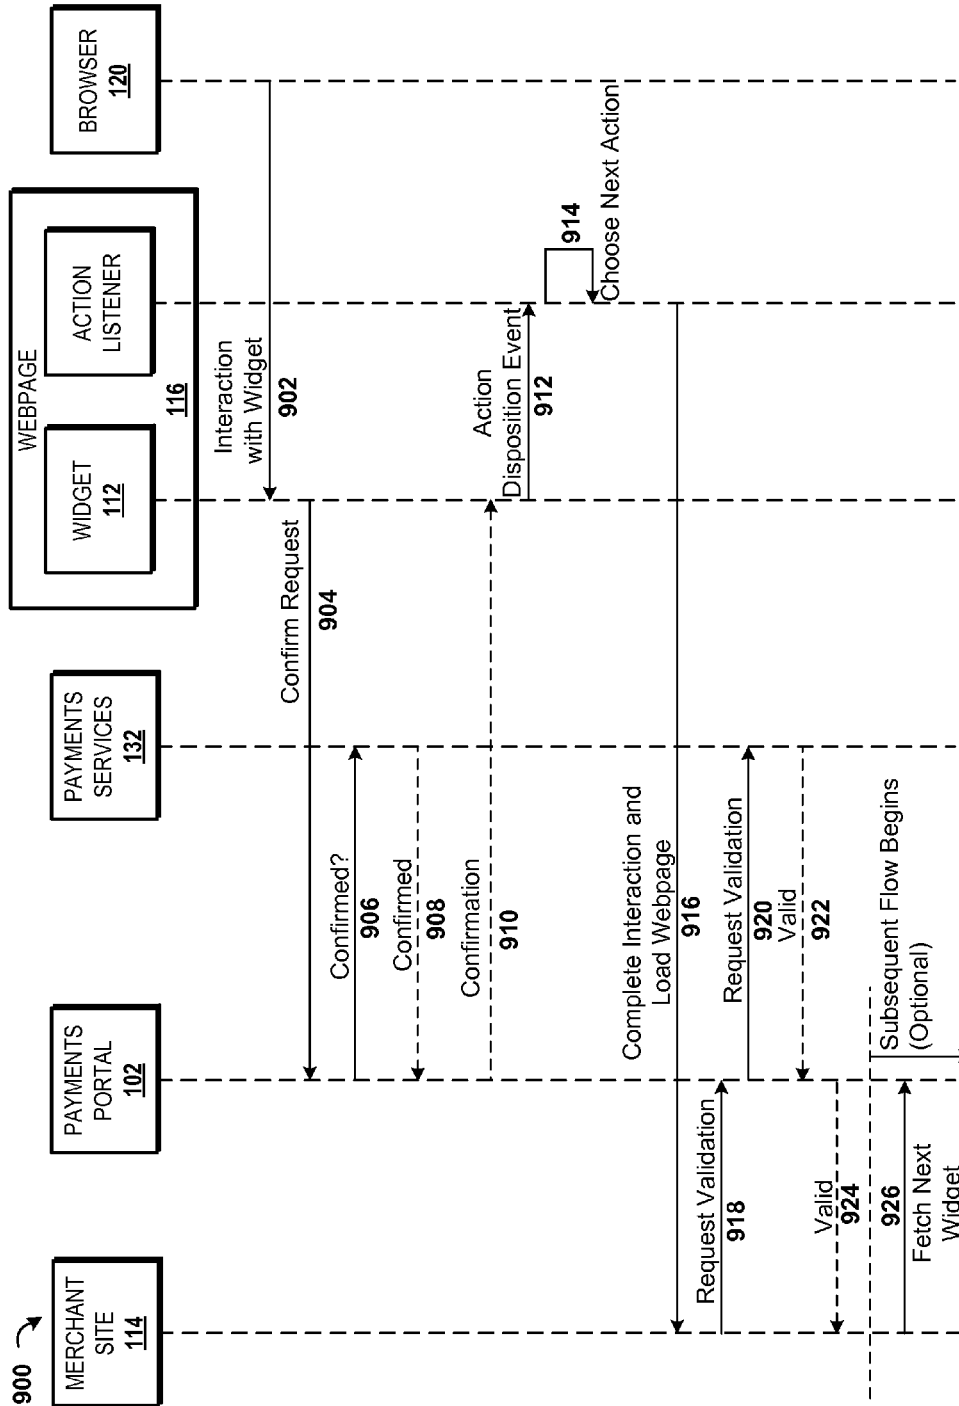 900
MERCHANT
SITE
114
PAYMENTS
PORTAL
102
PAYMENTS
SERVICES
132
WEBPAGE
116
WIDGET
112
ACTION
LISTENER
BROWSER
120
Interaction
with Widget
902
Confirm Request
904
Confirmed?
906
Confirmed
908
Confirmation
910
Action
Disposition Event
912
914
Choose Next Action
Complete Interaction and
Load Webpage
916
Request Validation
918
Request Validation
920
Valid
922
Valid
924
Subsequent Flow Begins
(Optional)
926
Fetch Next
Widget